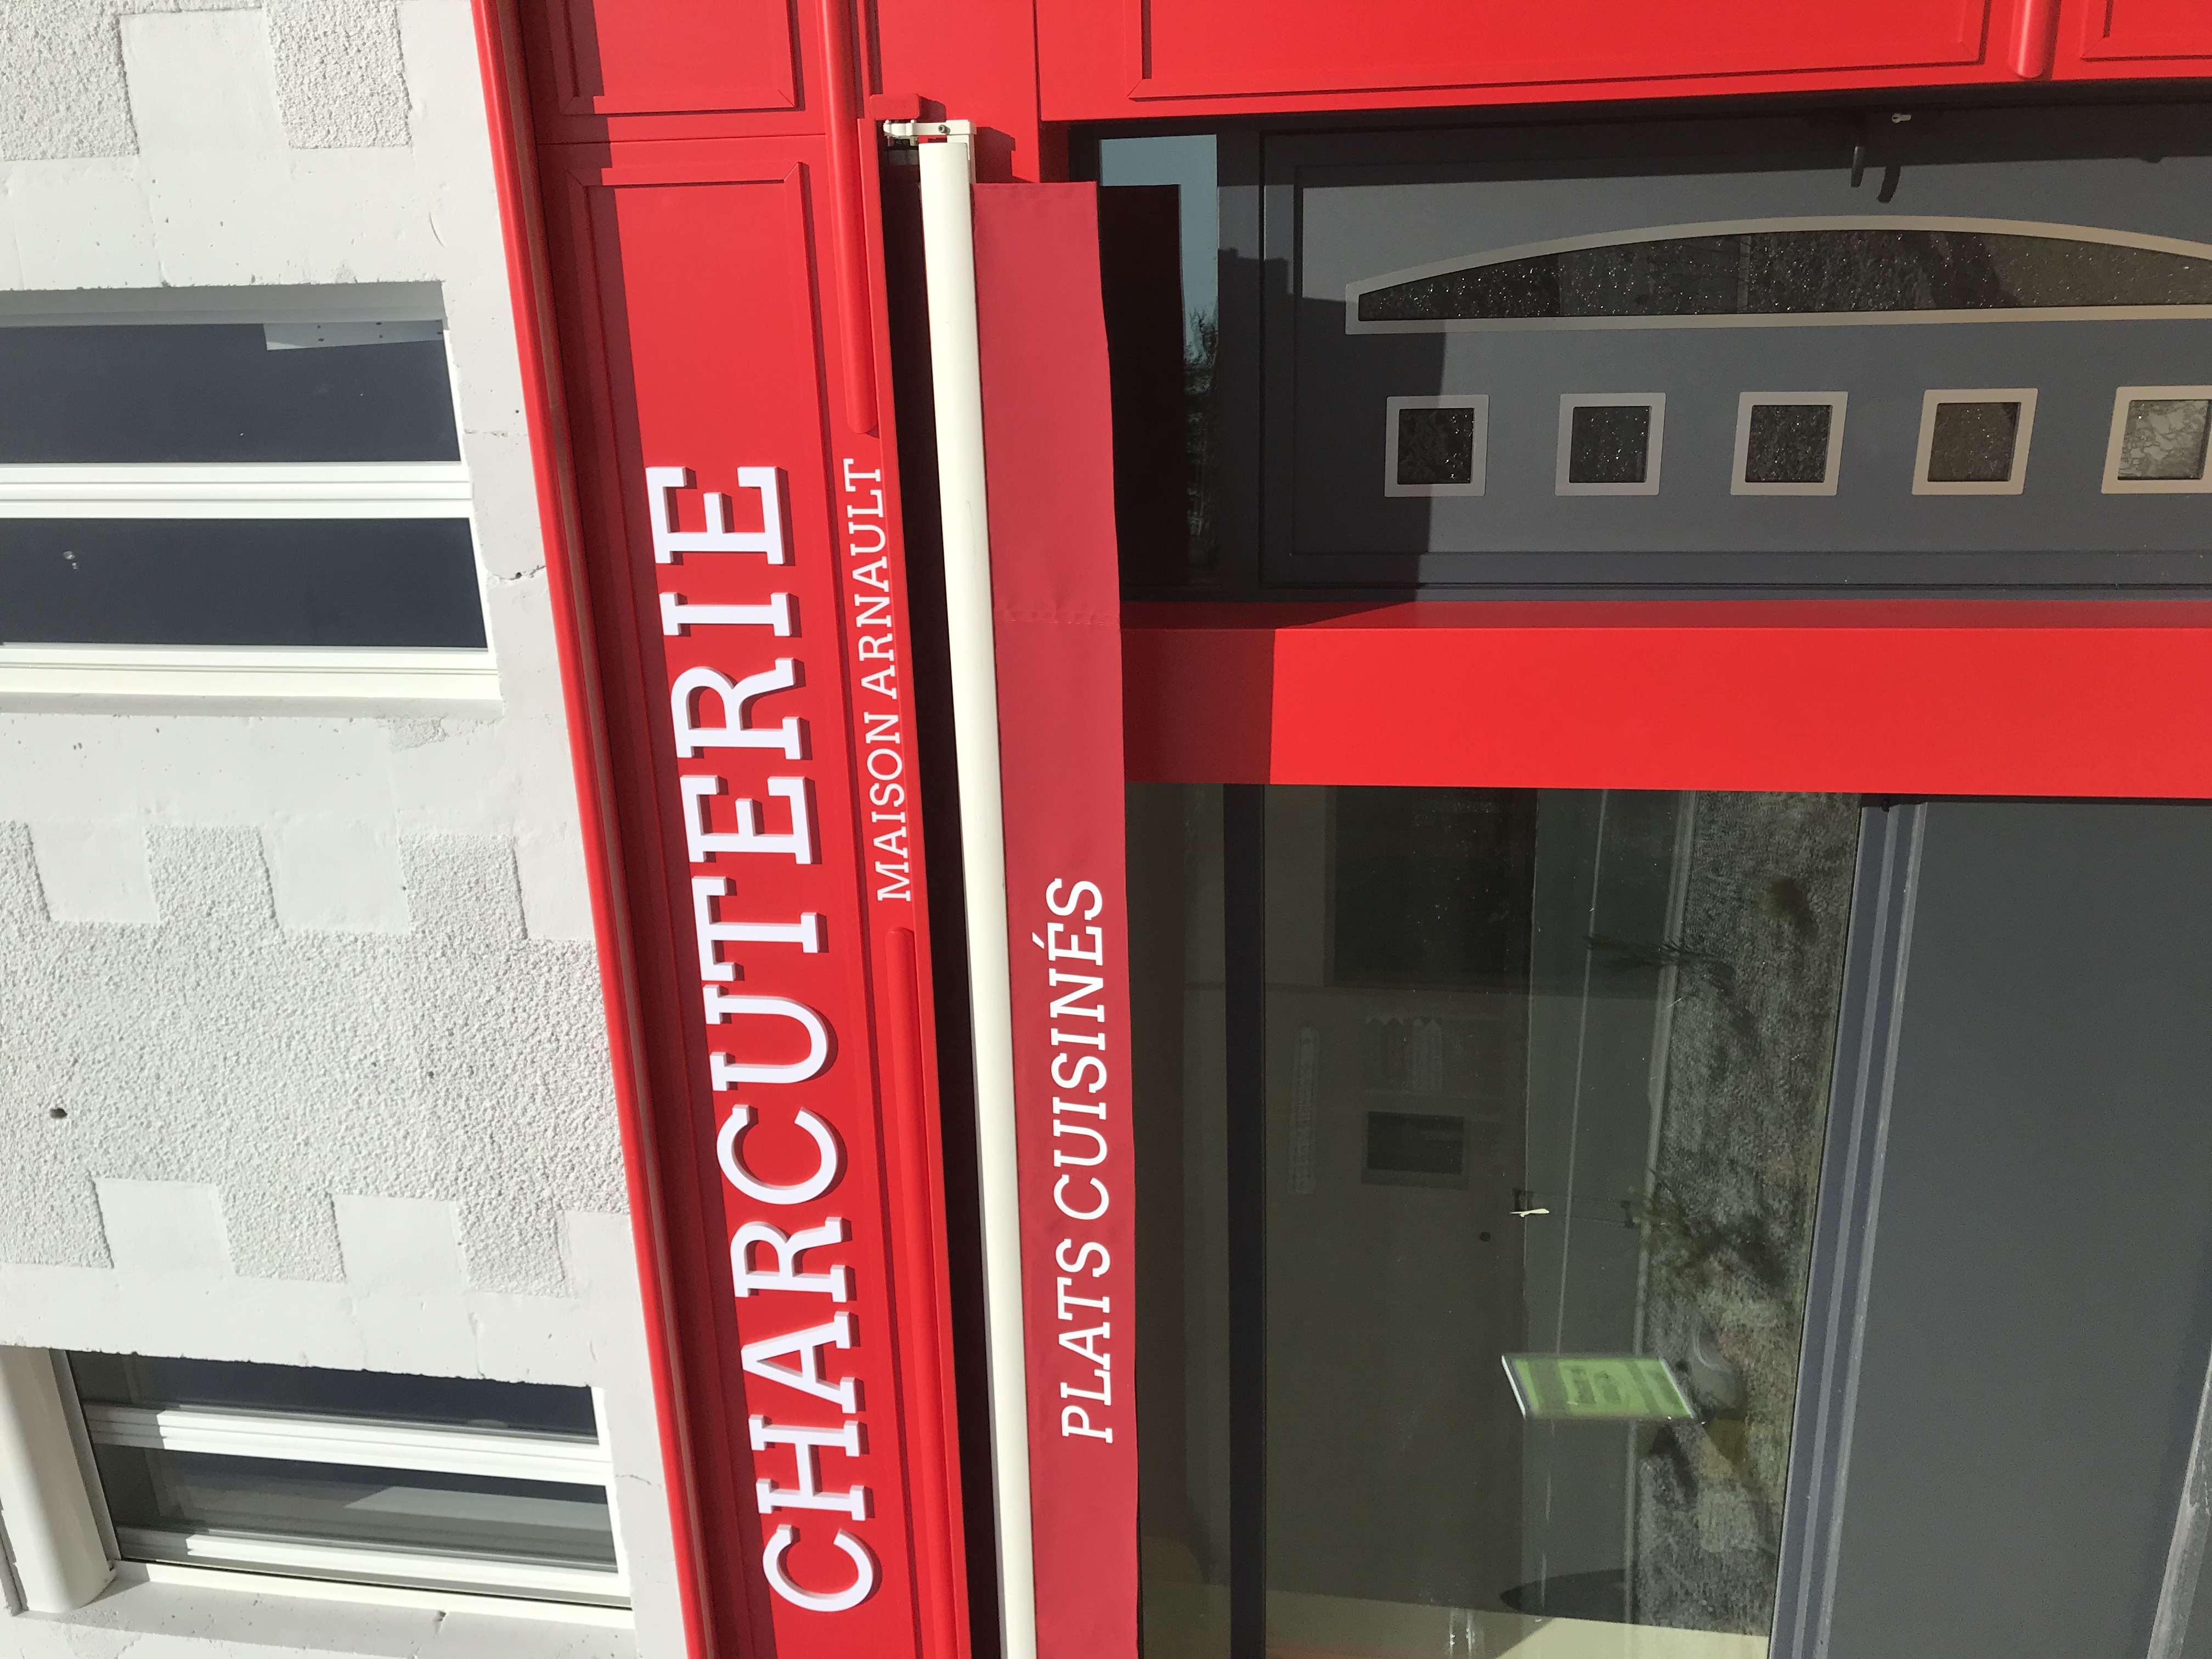 CHARCUTERIE
MAISON ARNAULT
PLATS CUISINÉS